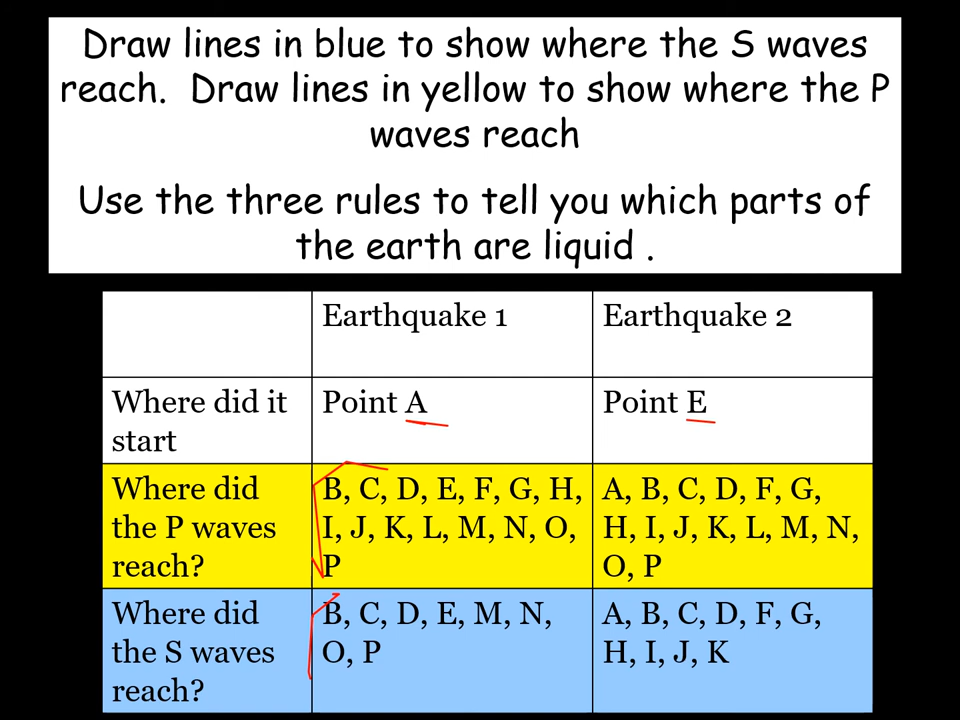 Draw lines in blue to show where the S waves
reach.  Draw lines in yellow to show where the P
waves reach
Use the three rules to tell you which parts of
the earth are liquid .
Earthquake 1
Earthquake 2
Where did it
start
Point A
Point E
Where did
the P waves
reach?
B, C, D, E, F, G, H,
I, J, K, L, M, N, O,
P
A, B, C, D, F, G,
H, I, J, K, L, M, N,
O, P
Where did
the S waves
reach?
B, C, D, E, M, N,
O, P
A, B, C, D, F, G,
H, I, J, K